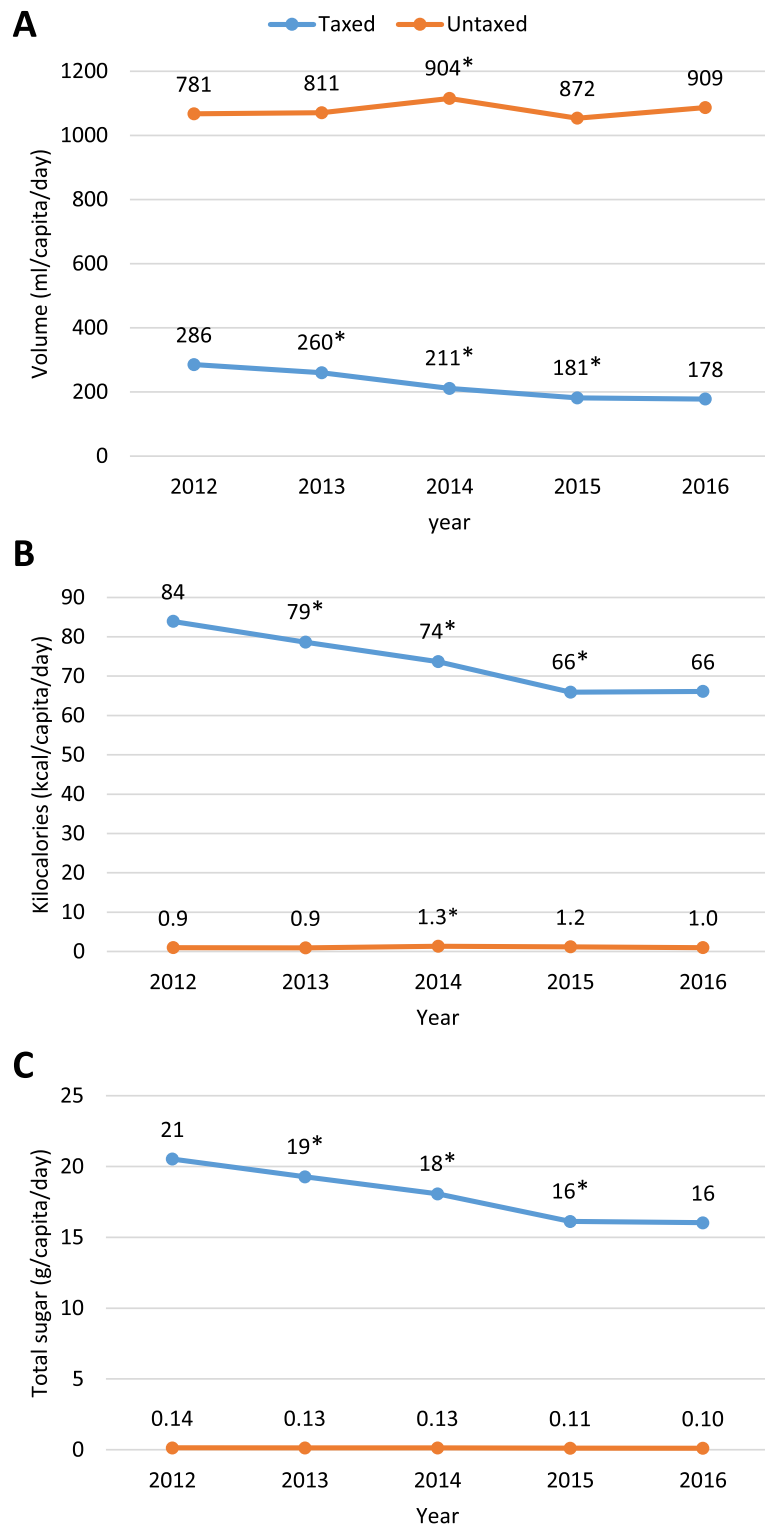 A
Taxed Untaxed
Volume (ml/capita/day)
1200
1000
800
600
400
200
0
781 811 904* 872 909
286 260* 211* 181* 178
2012 2013 2014 2015 2016
year
B
Kilocalories (kcal/capita/day)
90
80
70
60
50
40
30
20
10
0
84 79* 74* 66* 66
0.9 0.9 1.3* 1.2 1.0
2012 2013 2014 2015 2016
Year
C
Total sugar (g/capita/day)
25
20
15
10
5
0
21 19* 18* 16* 16
0.14 0.13 0.13 0.11 0.10
2012 2013 2014 2015 2016
Year